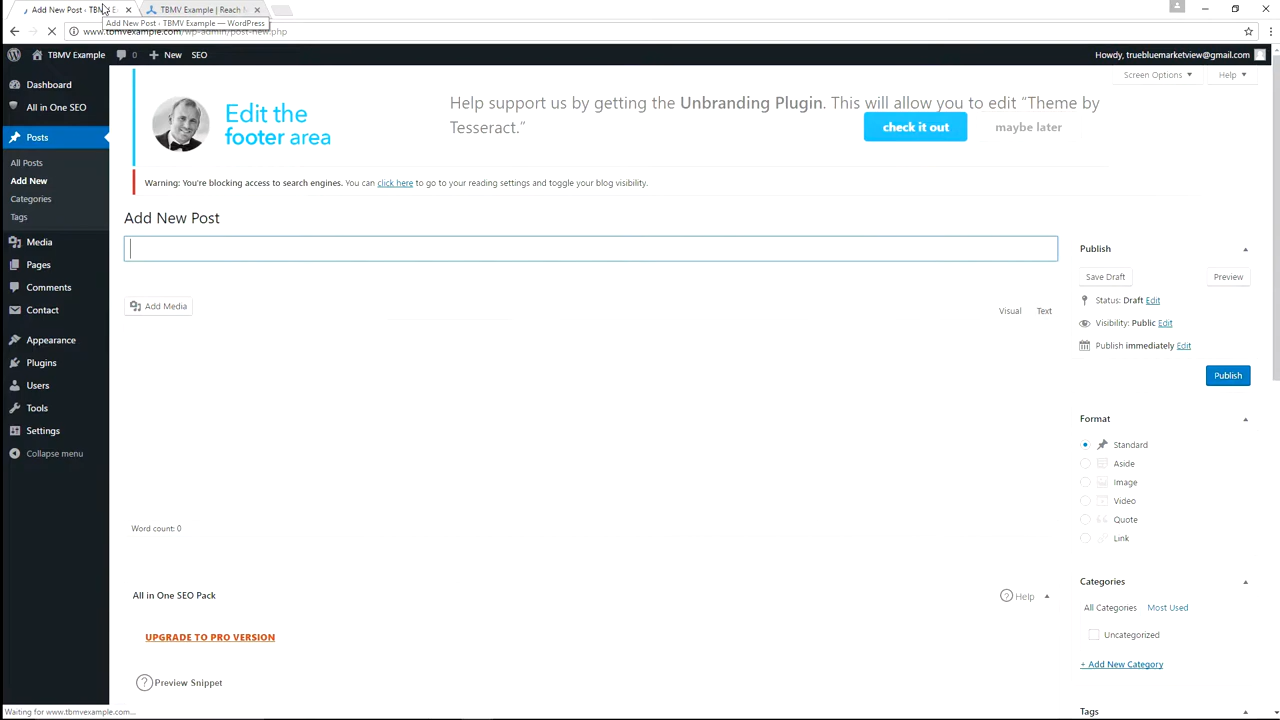 Add New Post ‹ TBMV E
TBMV Example | Reach
Add New Post ‹ TBMV Example — WordPress
www.tbmvexample.com/wp-admin/post-new.php
TBMV Example
0
New
SEO
Howdy, truebluemarketview@gmail.com
Screen Options
Help
Dashboard
All in One SEO
Posts
All Posts
Add New
Categories
Tags
Media
Pages
Comments
Contact
Appearance
Plugins
Users
Tools
Settings
Collapse menu
Edit the
footer area
Help support us by getting the Unbranding Plugin. This will allow you to edit “Theme by
Tesseract.”
check it out
maybe later
Warning: You're blocking access to search engines. You can click here to go to your reading settings and toggle your blog visibility.
Add New Post
Add Media
Visual
Text
Word count: 0
All in One SEO Pack
? Help
UPGRADE TO PRO VERSION
? Preview Snippet
Publish
Save Draft
Preview
Status: Draft Edit
Visibility: Public Edit
Publish immediately Edit
Publish
Format
Standard
Aside
Image
Video
Quote
Link
Categories
All Categories
Most Used
Uncategorized
+ Add New Category
Tags
Waiting for www.tbmvexample.com...